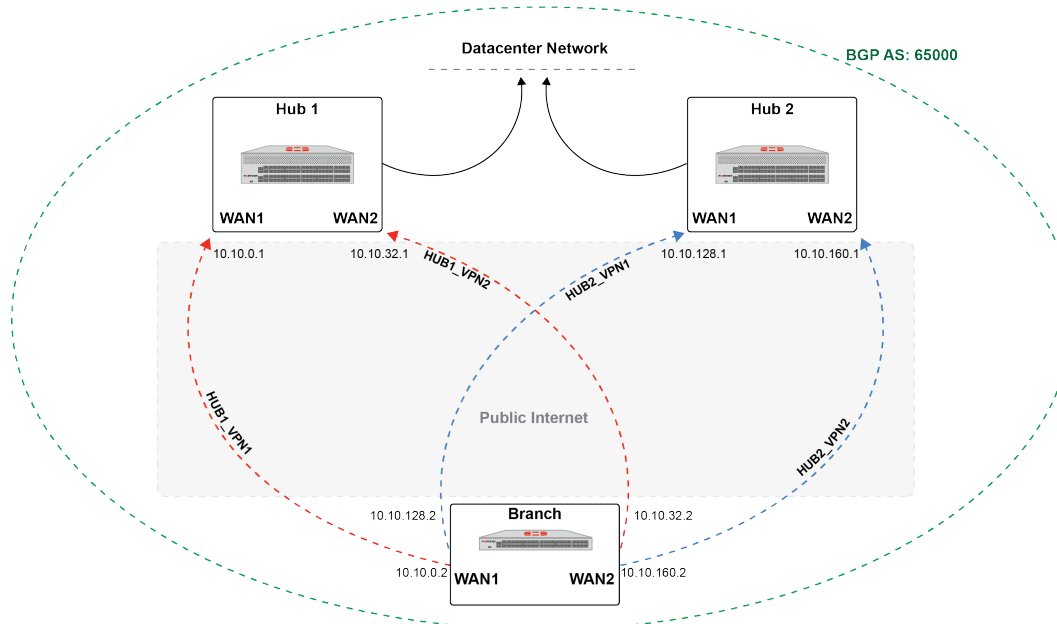 Datacenter Network
BGP AS: 65000
Hub 1
Hub 2
WAN1
WAN2
WAN1
WAN2
10.10.0.1
10.10.32.1
10.10.128.1
10.10.160.1
HUB1_VPN2
HUB2_VPN1
HUB1_VPN1
Public Internet
HUB2_VPN2
10.10.128.2
Branch
10.10.32.2
10.10.0.2
WAN1
WAN2
10.10.160.2